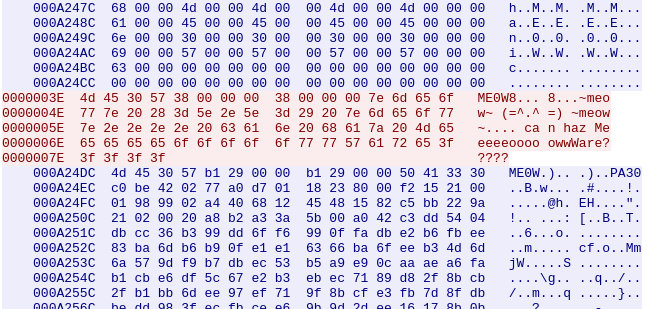 000A247C 68 00 00 4d 00 00 4d 00 00 4d 00 00 4d 00 00 00 h..M..M. .M..M...
000A248C 61 00 00 45 00 00 45 00 00 45 00 00 45 00 00 00 a..E..E. .E..E...
000A249C 6e 00 00 30 00 00 30 00 00 30 00 00 30 00 00 00 n..0..0. .0..0...
000A24AC 69 00 00 57 00 00 57 00 00 57 00 00 57 00 00 00 i..W..W. .W..W...
000A24BC 63 00 00 00 00 00 00 00 00 00 00 00 00 00 00 00 c....... ........
000A24CC 00 00 00 00 00 00 00 00 00 00 00 00 00 00 00 00 ........ ........
0000003E 4d 45 30 57 38 00 00 00 38 00 00 00 7e 6d 65 6f ME0W8... 8...~meo
0000004E 77 7e 20 28 3d 5e 2e 5e 3d 29 20 7e 6d 65 6f 77 w~ (=^.^ =) ~meow
0000005E 7e 2e 2e 2e 2e 20 63 61 6e 20 68 61 7a 20 4d 65 ~.... ca n haz Me
0000006E 65 65 65 65 6f 6f 6f 6f 6f 77 77 57 61 72 65 3f eeeeoooo owwWare?
0000007E 3f 3f 3f 3f ????
000A24DC 4d 45 30 57 b1 29 00 00 b1 29 00 00 50 41 33 30 ME0W.).. .)..PA30
000A24EC c0 be 42 02 77 a0 d7 01 18 23 80 00 f2 15 21 00 ..B.w... .#....!.
000A24FC 01 98 99 02 a4 40 68 12 45 48 15 82 c5 bb 22 9a .....@h. EH....".
000A250C 21 02 00 20 a8 b2 a3 3a 5b 00 a0 42 c3 dd 54 04 !.. ...: [..B..T.
000A251C db cc 36 b3 99 dd 6f f6 99 0f fa db e2 b6 fb ee ..6...o. ........
000A252C 83 ba 6d b6 b9 0f e1 e1 63 66 ba 6f ee b3 4d 6d ..m..... cf.o..Mm
000A253C 6a 57 9d f9 b7 db ec 53 b5 a9 e9 0c aa ae a6 fa jW.....S ........
000A254C b1 cb e6 df 5c 67 e2 b3 eb ec 71 89 d8 2f 8b cb ....\g.. ..q../..
000A255C 2f b1 bb 6d ee 97 ef 71 9f 8b cf e3 fb 7d 8f db /..m...q .....}..